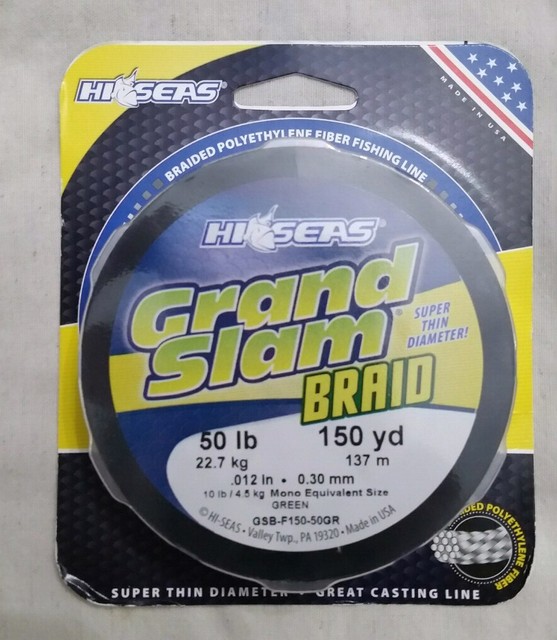 HI-SEAS®
MADE IN USA
BRAIDED POLYETHYLENE FIBER FISHING LINE
HI-SEAS®
Grand
Slam®
BRAID
SUPER
THIN
DIAMETER!
50 lb 150 yd
22.7 kg 137 m
.012 in • 0.30 mm
10 lb / 4.5 kg Mono Equivalent Size
GREEN
GSB-F150-50GR
© HI-SEAS • Valley Twp., PA 19320 • Made in USA
DED POLYETHYLENE FIBER
SUPER THIN DIAMETER • GREAT CASTING LINE